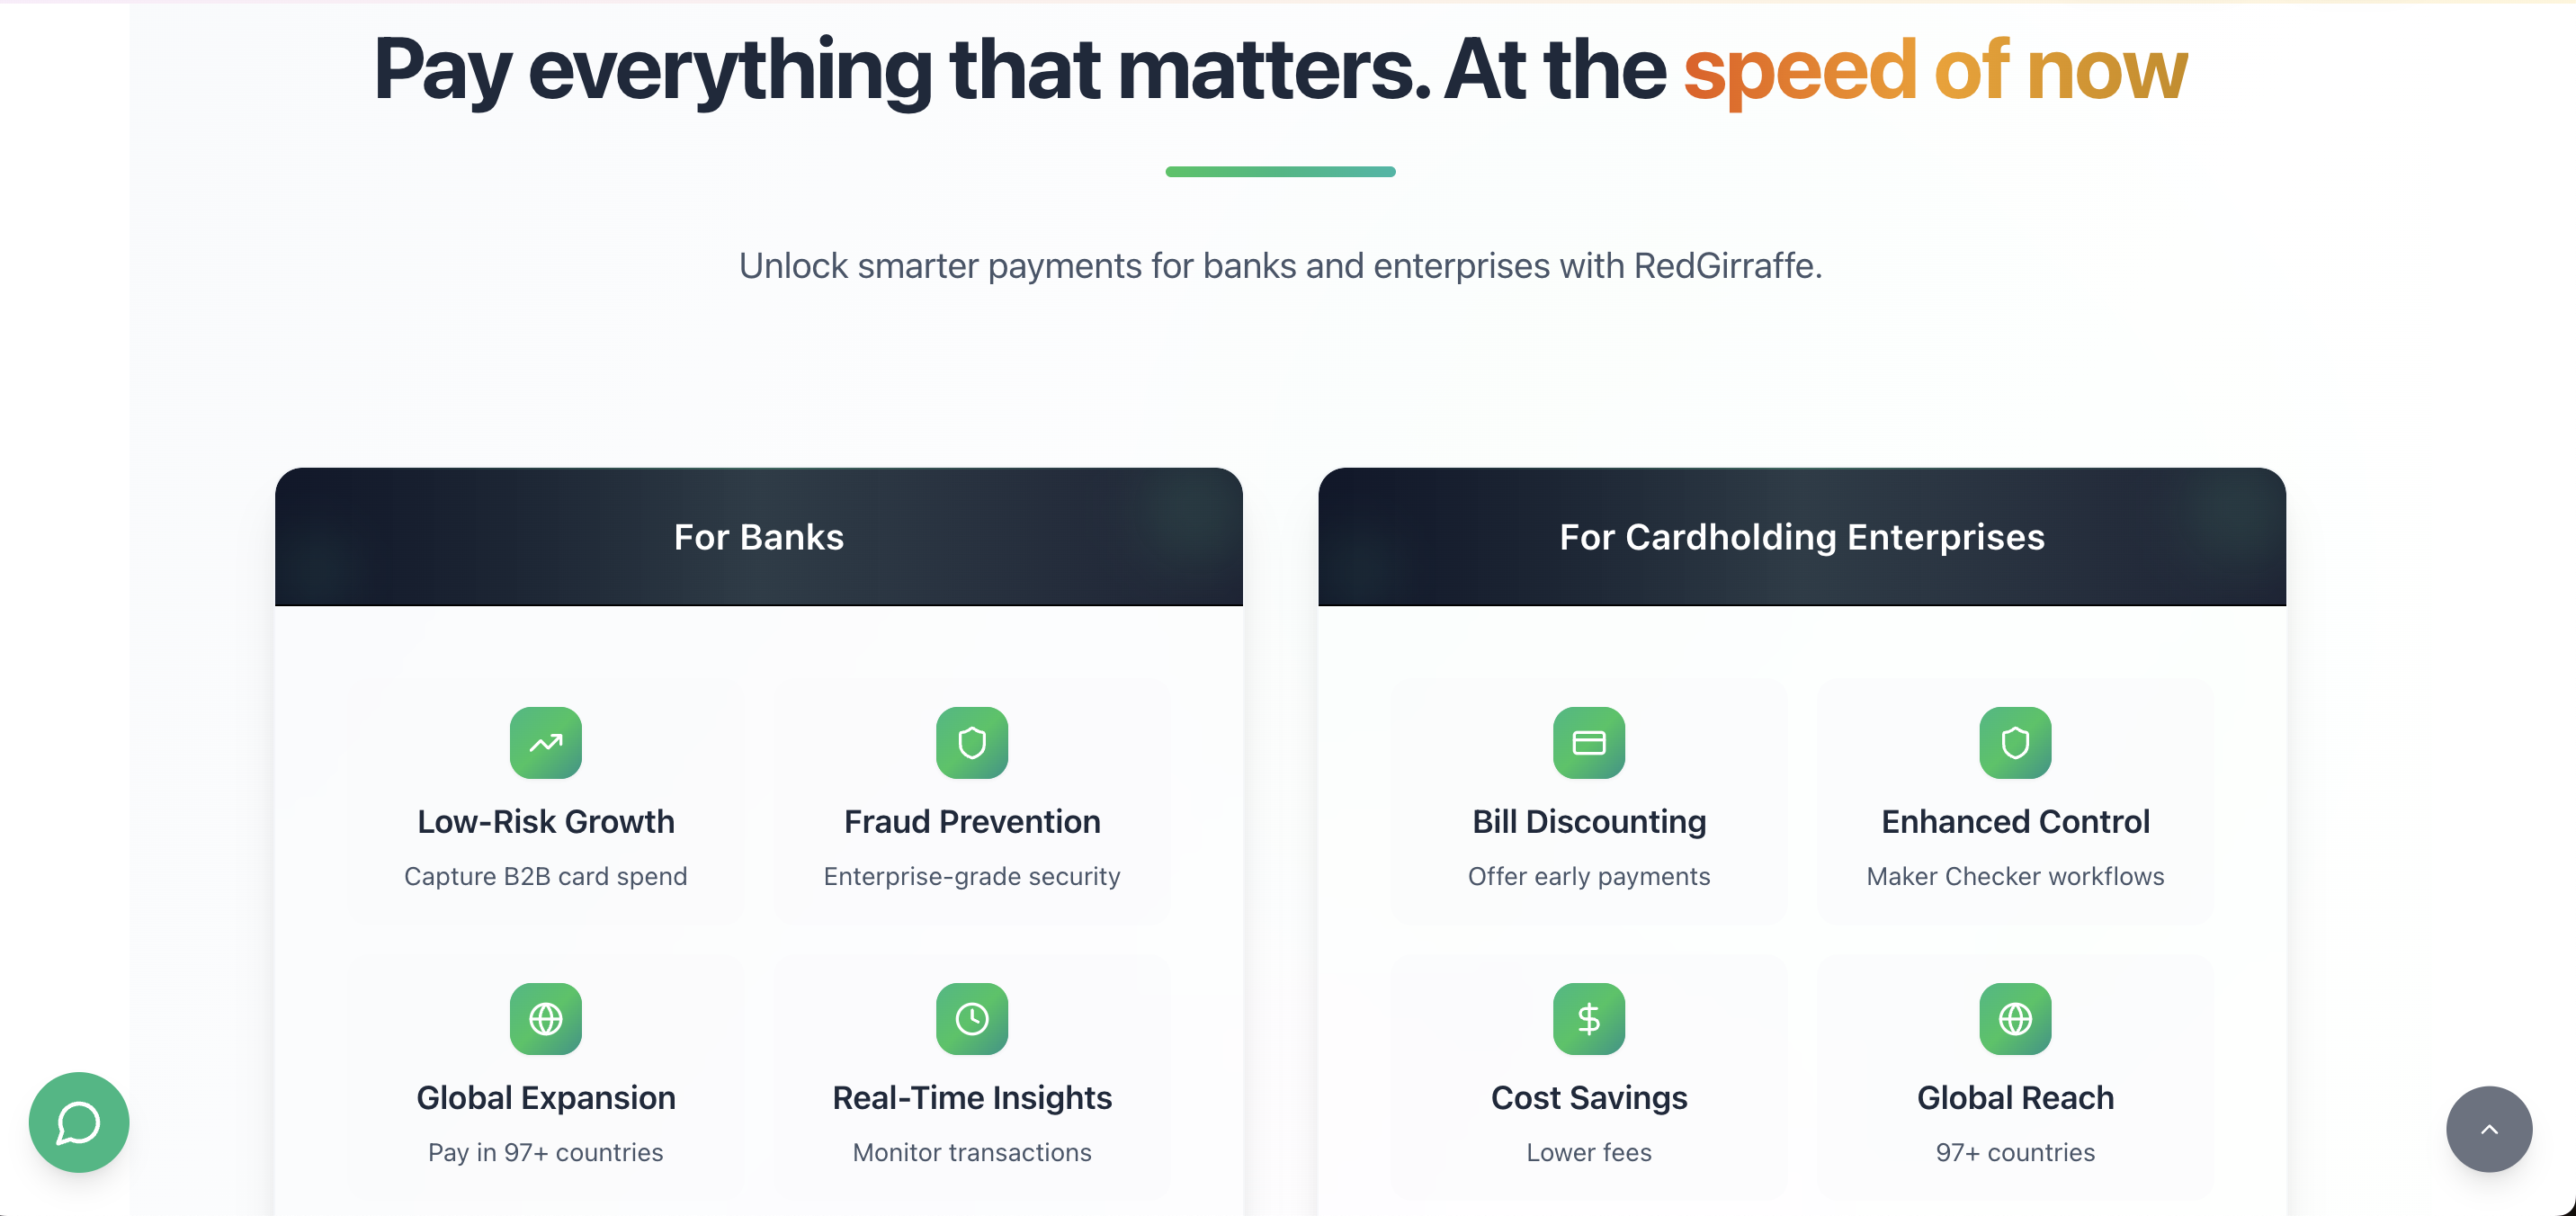 Pay everything that matters. At the speed of now
Unlock smarter payments for banks and enterprises with RedGirraffe.
For Banks
Low-Risk Growth
Capture B2B card spend
Fraud Prevention
Enterprise-grade security
Global Expansion
Pay in 97+ countries
Real-Time Insights
Monitor transactions
For Cardholding Enterprises
Bill Discounting
Offer early payments
Enhanced Control
Maker Checker workflows
Cost Savings
Lower fees
Global Reach
97+ countries